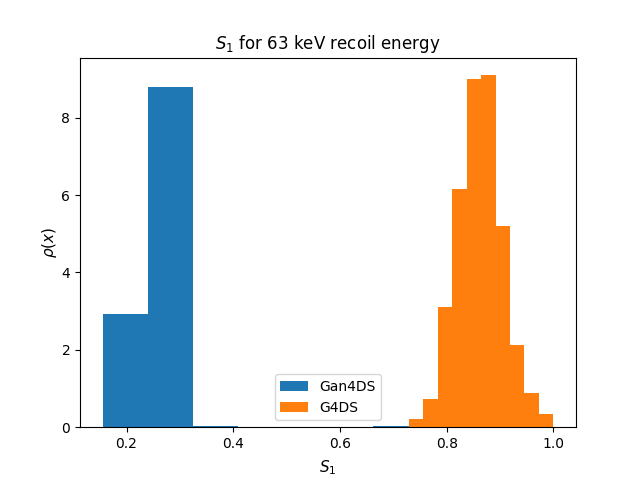 S₁ for 63 keV recoil energy
ρ(x)
8
6
4
2
0
0.2 0.4 0.6 0.8 1.0
S₁
Gan4DS
G4DS